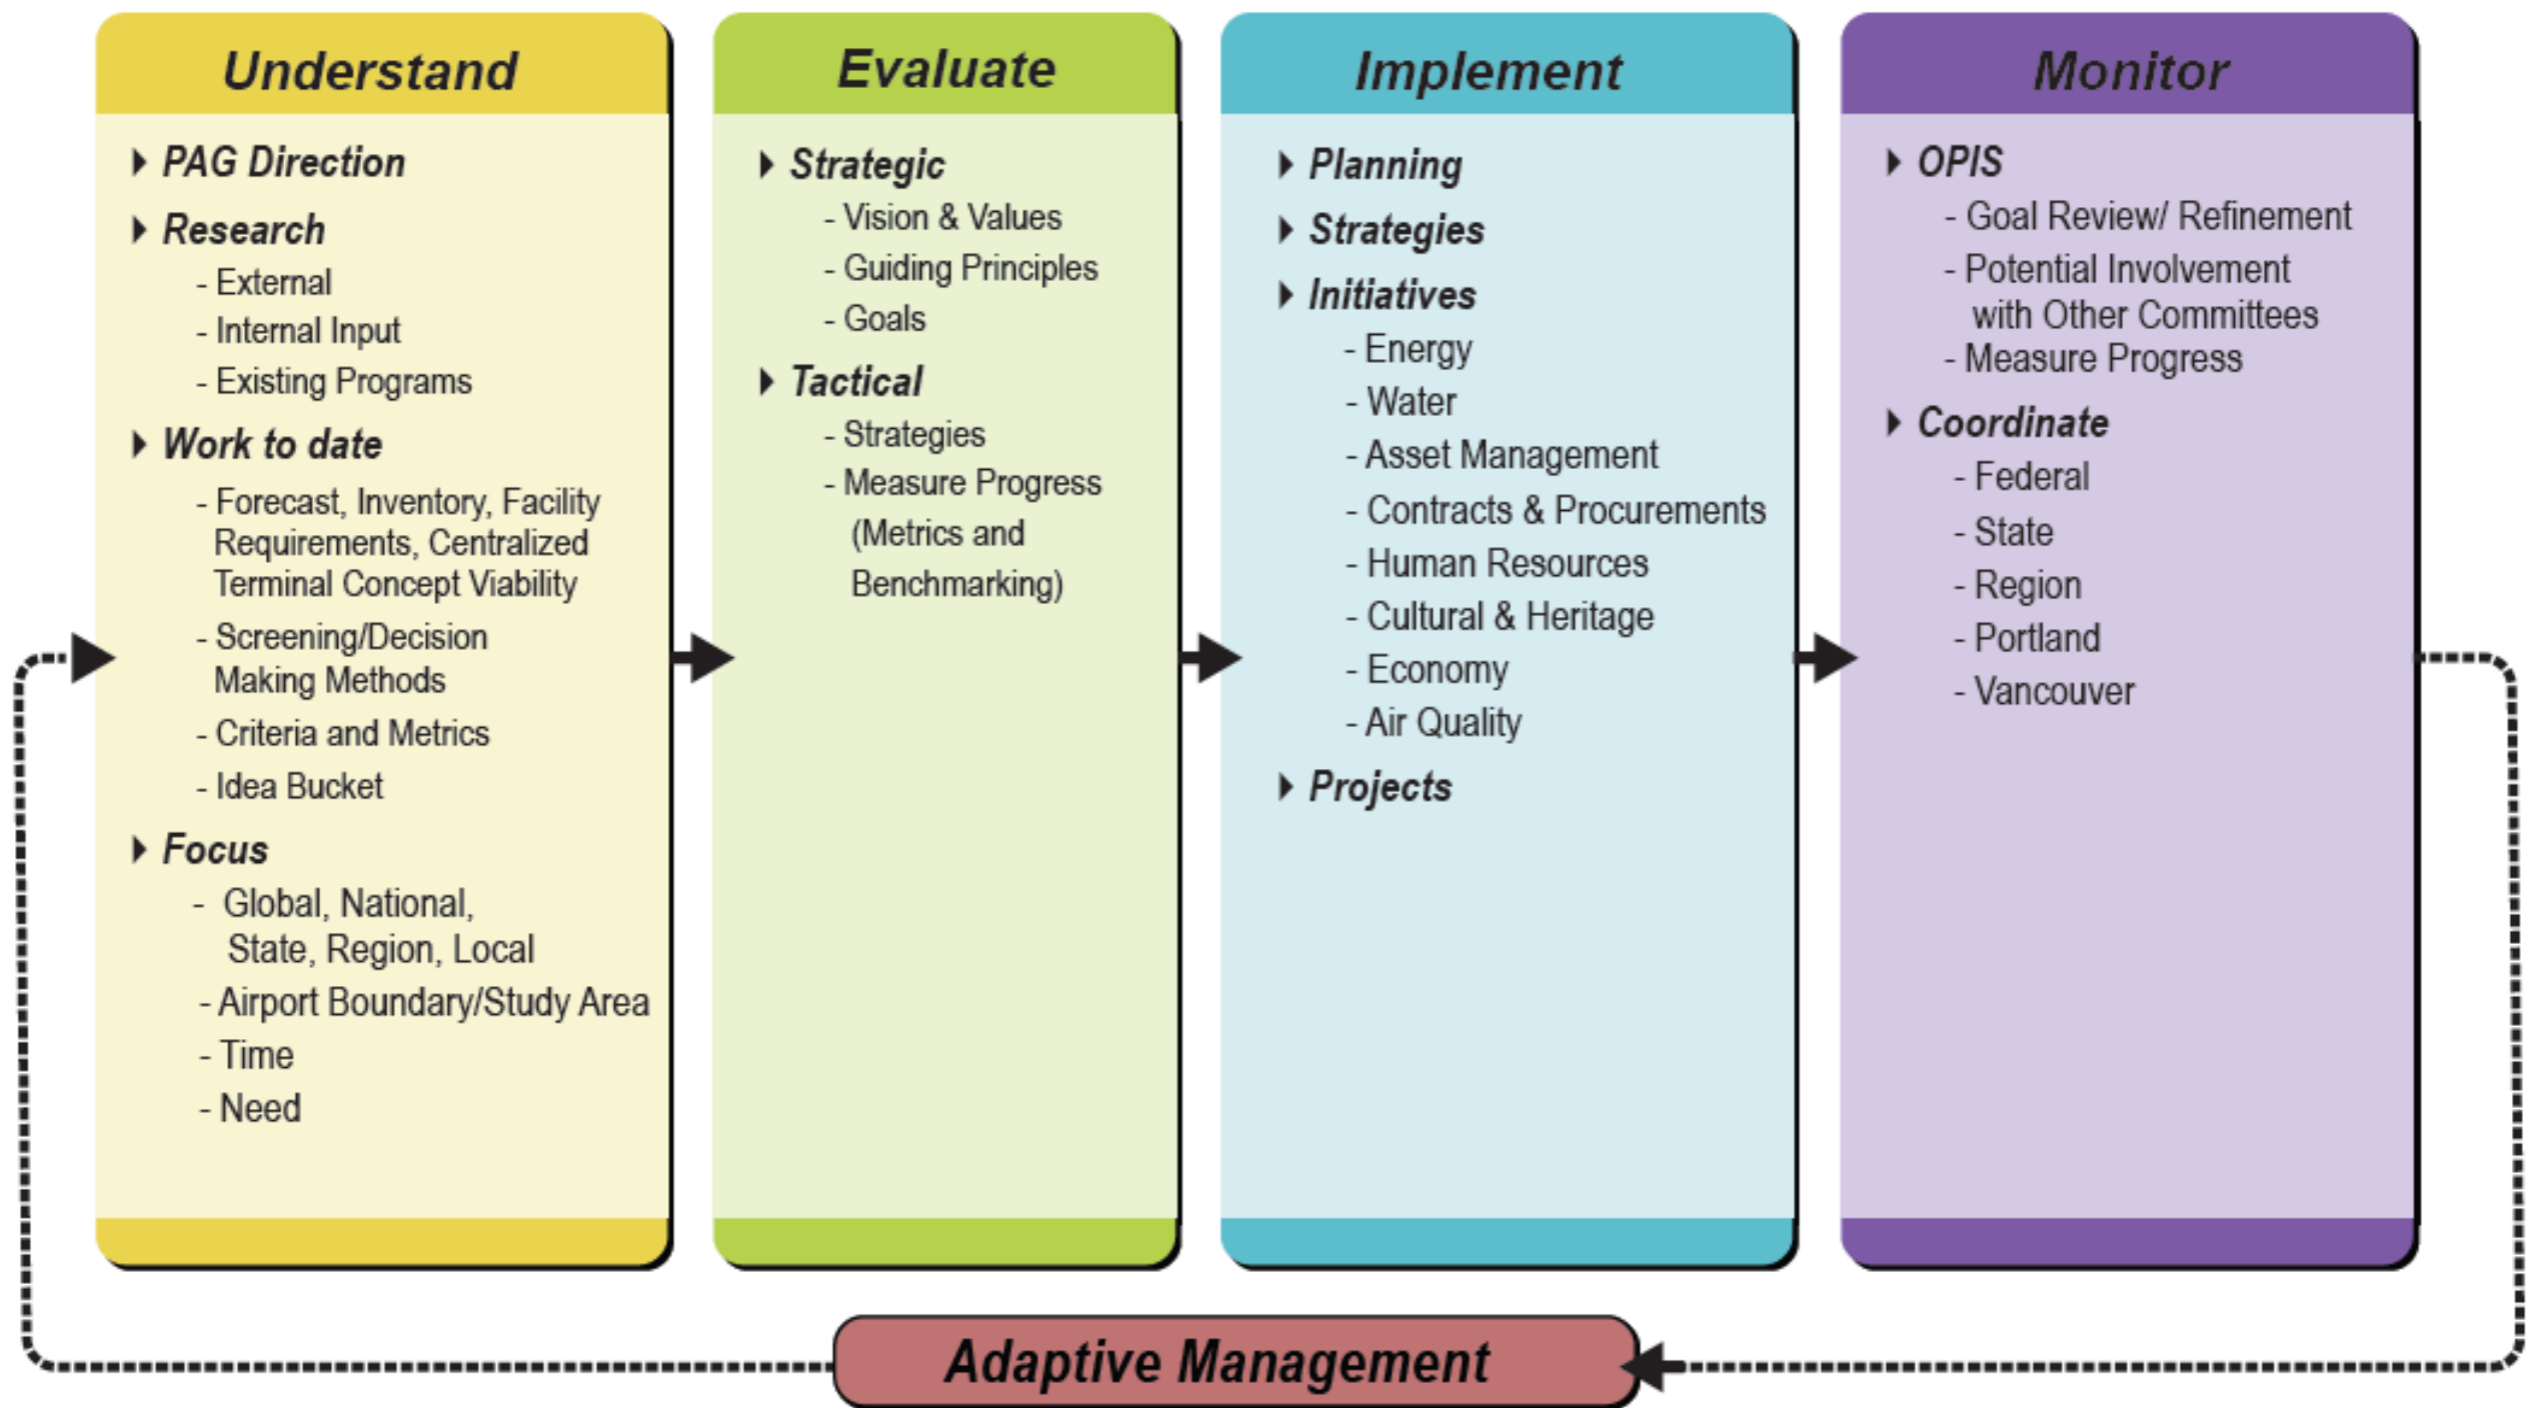 Understand
PAG Direction
Research
- External
- Internal Input
- Existing Programs
Work to date
- Forecast, Inventory, Facility
Requirements, Centralized
Terminal Concept Viability
- Screening/Decision
Making Methods
- Criteria and Metrics
- Idea Bucket
Focus
- Global, National,
State, Region, Local
- Airport Boundary/Study Area
- Time
- Need
Evaluate
Strategic
- Vision & Values
- Guiding Principles
- Goals
Tactical
- Strategies
- Measure Progress
(Metrics and
Benchmarking)
Implement
Planning
Strategies
Initiatives
- Energy
- Water
- Asset Management
- Contracts & Procurements
- Human Resources
- Cultural & Heritage
- Economy
- Air Quality
Projects
Monitor
OPIS
- Goal Review/ Refinement
- Potential Involvement
with Other Committees
- Measure Progress
Coordinate
- Federal
- State
- Region
- Portland
- Vancouver
Adaptive Management